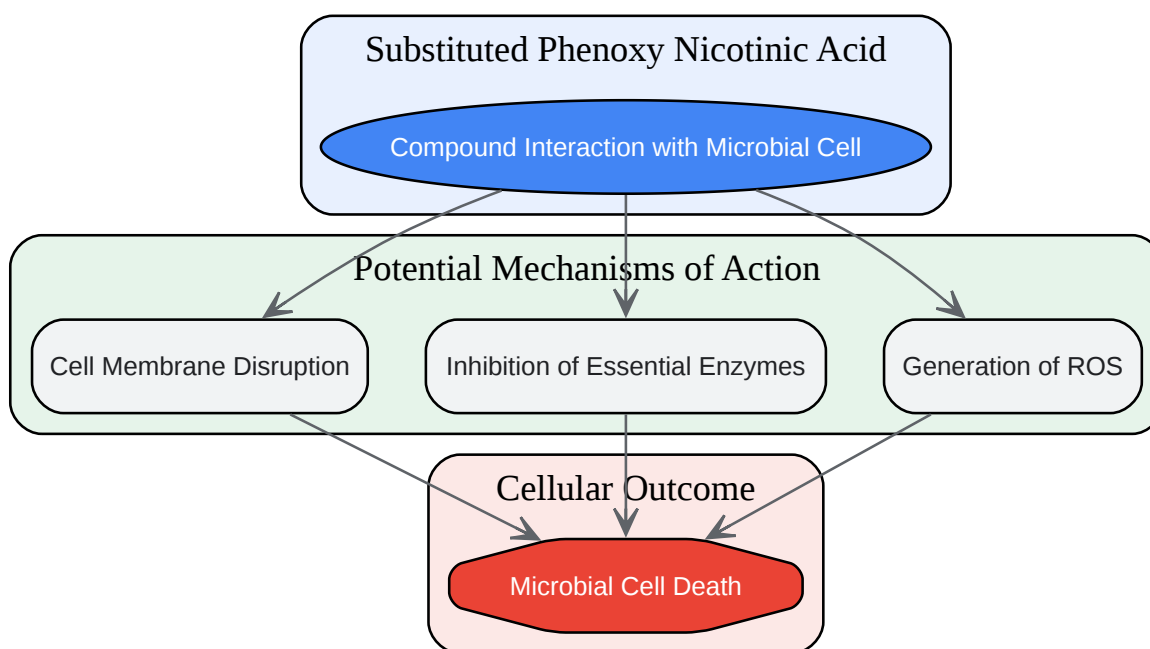 Substituted Phenoxy Nicotinic Acid
Compound Interaction with Microbial Cell
Potential Mechanisms of Action
Cell Membrane Disruption
Inhibition of Essential Enzymes
Generation of ROS
Cellular Outcome
Microbial Cell Death